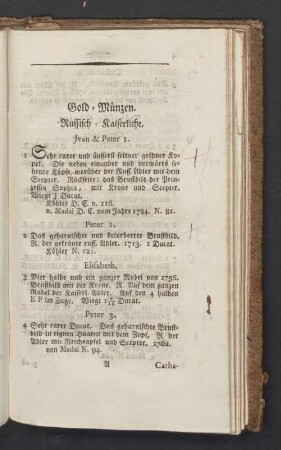 Gold-Münzen.
Russisch-Kaiserliche.
Jvan & Peter 1.
1 Sehr rarer und äusserst seltner goldner Ko-
pek. Die neben einander und vorwärts se-
hende Köpfe, warüber der Russ. Adler mit dem
Scepter. Rückseite: das Brustbild der Prin-
zessin Sophia, mit Krone und Scepter.
Wiegt Ducat.
Köhler D. C. n. 116.
v. Madai D. C. vom Jahre 1784. N. 81.
Peter 1.
2 Das geharnischte und belorberte Brustbild.
R. der gekrönte russ. Adler. 1713. 1 Ducat.
Köhler N. 121.
Elisabeth.
3 Vier halbe und ein ganzer Rubel von 1756.
Brustbild mit der Krone. R. Auf dem ganzen
Rubel der Kaiserl. Adler. Auf den 4 halben
E P im Zuge. Wiegt Ducat.
Peter 3.
4 Sehr rarer Ducat. Das geharnischte Brust-
bild in eignen Haaren mit dem Zopf. R. der
Adler mit Reichsapfel und Scepter. 1762.
von Madai N. 94.
A Catha-